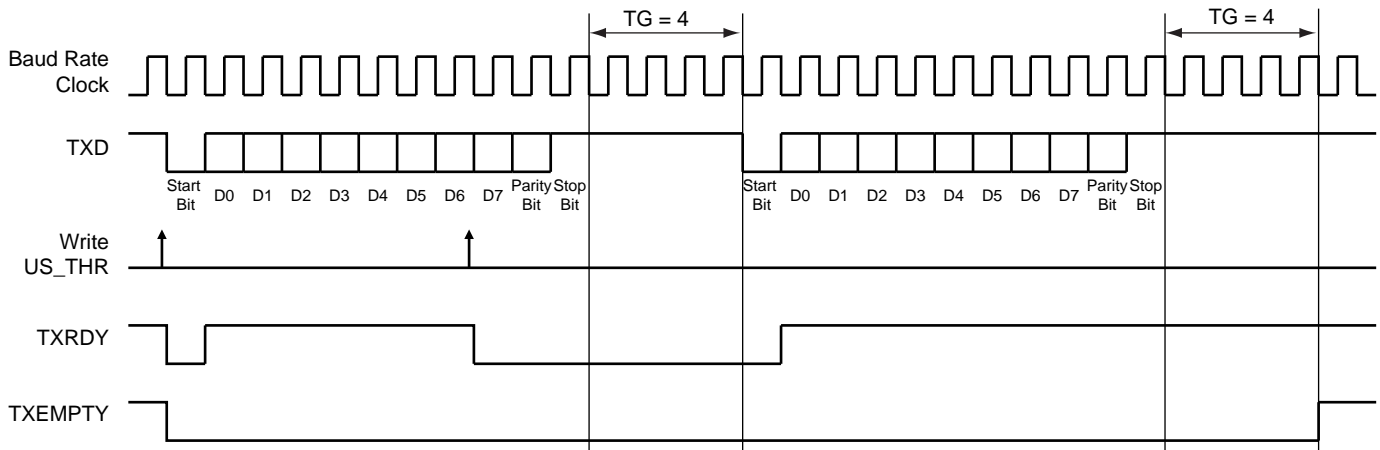 TG = 4
TG = 4
Baud Rate
Clock
TXD
Start
Bit
D0
D1
D2
D3
D4
D5
D6
D7
Parity
Bit
Stop
Bit
Start
Bit
D0
D1
D2
D3
D4
D5
D6
D7
Parity
Bit
Stop
Bit
Write
US_THR
TXRDY
TXEMPTY